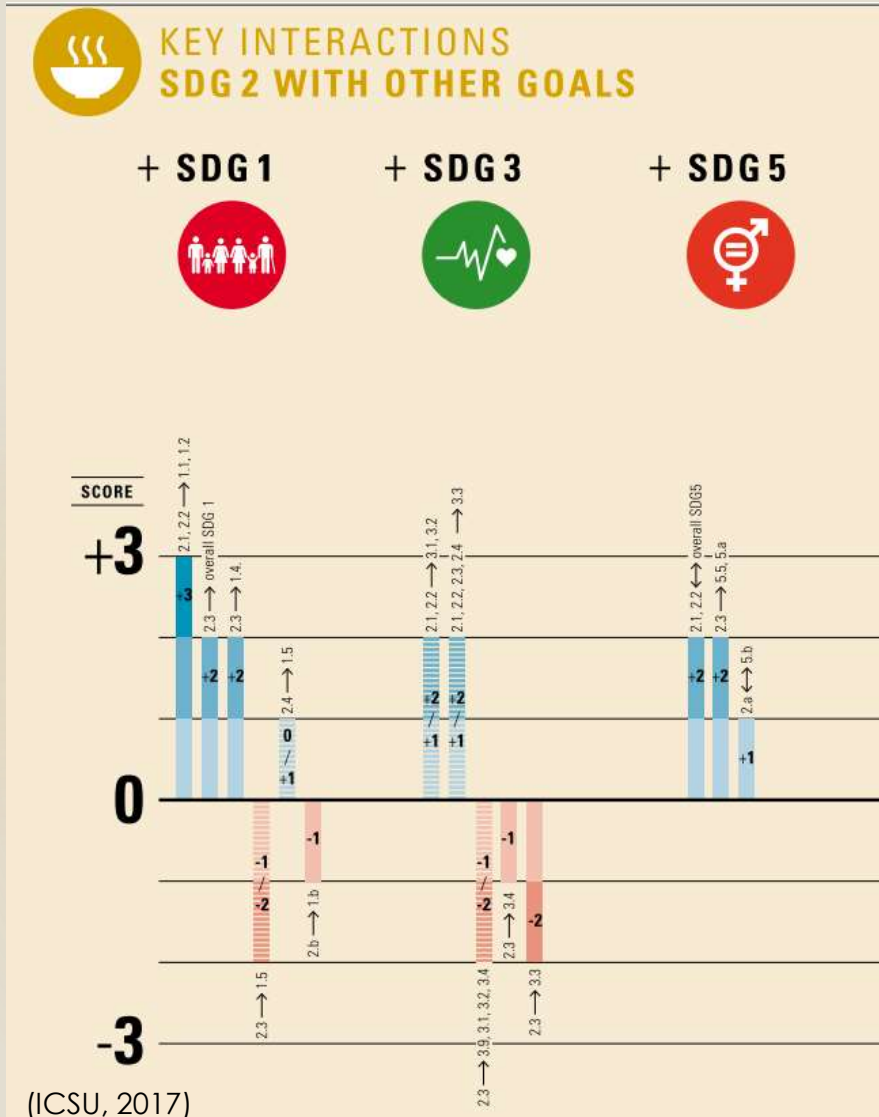 KEY INTERACTIONS
SDG 2 WITH OTHER GOALS
+ SDG 1
+ SDG 3
+ SDG 5
SCORE
+3
0
-3
2.1, 2.2 → 1.1, 1.2
+3
2.3 → overall SDG 1
+2
2.3 → 1.4.
+2
-1
/
-2
2.3 → 1.5
2.4 → 1.5
0
/
+1
-1
2.b → 1.b
2.1, 2.2 → 3.1, 3.2
+2
/
+1
2.1, 2.2, 2.3, 2.4 → 3.3
+2
/
+1
-1
/
-2
2.3 → 3.9, 3.1, 3.2, 3.4
-1
2.3 → 3.4
-2
2.3 → 3.3
2.1, 2.2 ↔ overall SDG5
+2
2.3 → 5.5, 5.a
+2
2.a ↔ 5.b
+1
(ICSU, 2017)